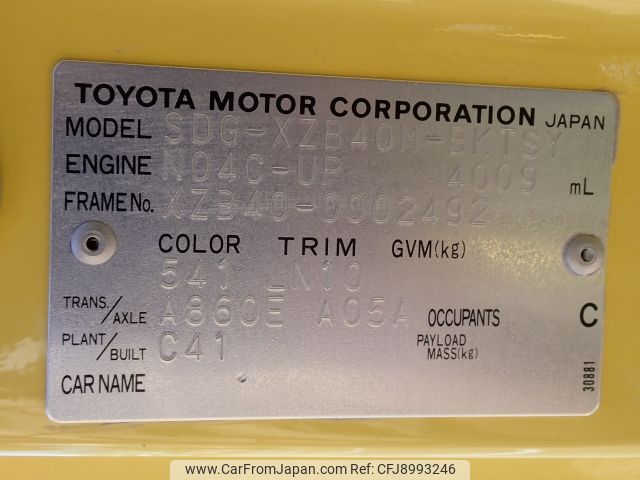 TOYOTA MOTOR CORPORATION JAPAN
MODEL SDG-XZB40M-BKTSY
ENGINE N04C-UP 4009 mL
FRAME No. XZB40-0002492
COLOR TRIM GVM(kg)
541 LN10
TRANS./AXLE A860E A05A OCCUPANTS C
PLANT/BUILT C41 PAYLOAD MASS(kg)
CAR NAME
30881
www.CarFromJapan.com CFJ8993246